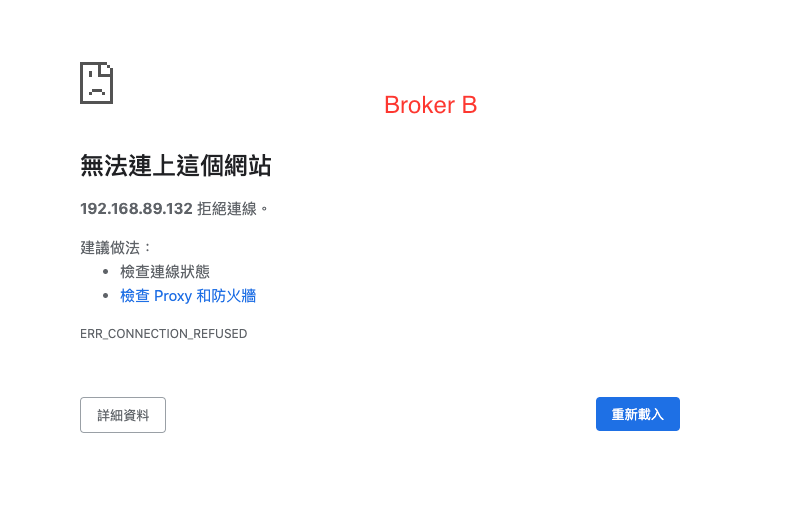 Broker B
無法連上這個網站
192.168.89.132 拒絕連線。
建議做法：
檢查連線狀態
檢查 Proxy 和防火牆
ERR_CONNECTION_REFUSED
詳細資料
重新載入